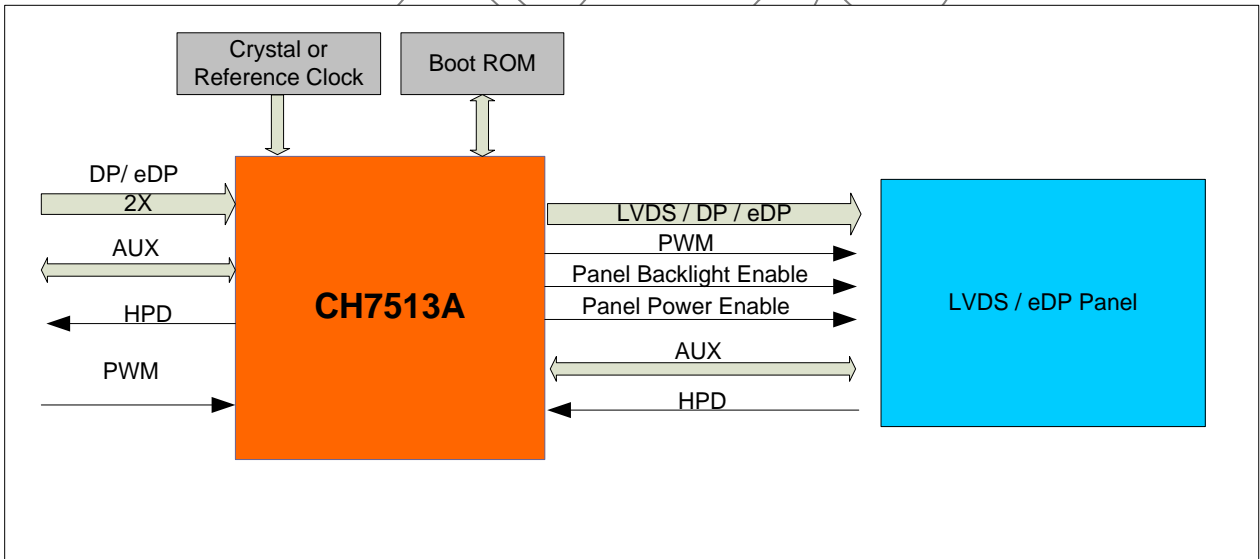 Crystal or
Reference Clock
Boot ROM
DP/ eDP
2X
AUX
HPD
PWM
CH7513A
LVDS / DP / eDP
PWM
Panel Backlight Enable
Panel Power Enable
AUX
HPD
LVDS / eDP Panel